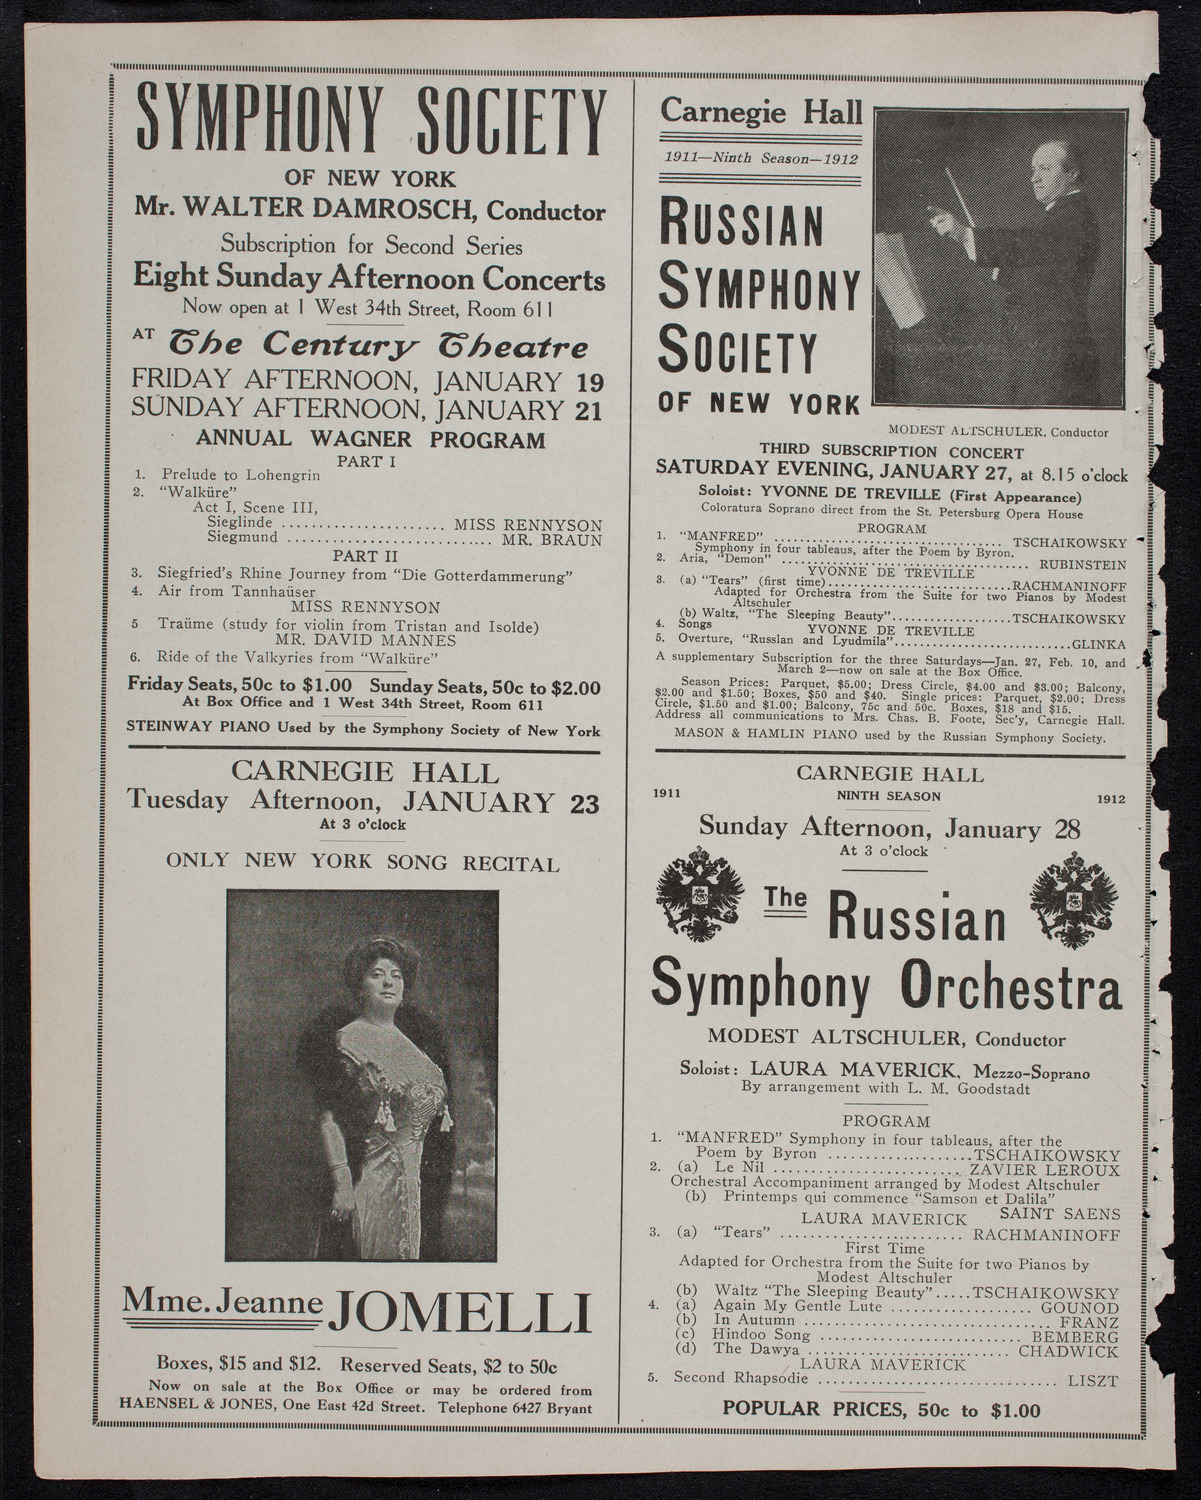 SYMPHONY SOCIETY
OF NEW YORK
Mr. WALTER DAMROSCH, Conductor
Subscription for Second Series
Eight Sunday Afternoon Concerts
Now open at 1 West 34th Street, Room 611
AT The Century Theatre
FRIDAY AFTERNOON, JANUARY 19
SUNDAY AFTERNOON, JANUARY 21
ANNUAL WAGNER PROGRAM
PART I
1. Prelude to Lohengrin
2. “Walküre”
Act I, Scene III,
Sieglinde ..................... MISS RENNYSON
Siegmund .......................... MR. BRAUN
PART II
3. Siegfried's Rhine Journey from “Die Gotterdammerung”
4. Air from Tannhaüser
MISS RENNYSON
5 Traüme (study for violin from Tristan and Isolde)
MR. DAVID MANNES
6. Ride of the Valkyries from “Walküre”
Friday Seats, 50c to $1.00 Sunday Seats, 50c to $2.00
At Box Office and 1 West 34th Street, Room 611
STEINWAY PIANO Used by the Symphony Society of New York
CARNEGIE HALL
Tuesday Afternoon, JANUARY 23
At 3 o'clock
ONLY NEW YORK SONG RECITAL
Mme. Jeanne JOMELLI
Boxes, $15 and $12. Reserved Seats, $2 to 50c
Now on sale at the Box Office or may be ordered from
HAENSEL & JONES, One East 42d Street. Telephone 6427 Bryant
Carnegie Hall
1911—Ninth Season—1912
RUSSIAN
SYMPHONY
SOCIETY
OF NEW YORK
MODEST ALTSCHULER, Conductor
THIRD SUBSCRIPTION CONCERT
SATURDAY EVENING, JANUARY 27, at 8.15 o'clock
Soloist: YVONNE DE TREVILLE (First Appearance)
Coloratura Soprano direct from the St. Petersburg Opera House
PROGRAM
1. “MANFRED” .................................. TSCHAIKOWSKY
Symphony in four tableaus, after the Poem by Byron.
2. Aria, “Demon” ..................................... RUBINSTEIN
YVONNE DE TREVILLE
3. (a) “Tears” (first time)............................RACHMANINOFF
Adapted for Orchestra from the Suite for two Pianos by Modest
Altschuler
(b) Waltz, “The Sleeping Beauty”..................TSCHAIKOWSKY
4. Songs
YVONNE DE TREVILLE
5. Overture, “Russlan and Lyudmila”...........................GLINKA
A supplementary Subscription for the three Saturdays—Jan. 27, Feb. 10, and
March 2—now on sale at the Box Office.
Season Prices: Parquet, $5.00; Dress Circle, $4.00 and $3.00; Balcony,
$2.00 and $1.50; Boxes, $50 and $40. Single prices: Parquet, $2.00; Dress
Circle, $1.50 and $1.00; Balcony, 75c and 50c. Boxes, $18 and $15.
Address all communications to Mrs. Chas. B. Foote, Sec'y, Carnegie Hall.
MASON & HAMLIN PIANO used by the Russian Symphony Society.
CARNEGIE HALL
1911 NINTH SEASON 1912
Sunday Afternoon, January 28
At 3 o'clock
The Russian
Symphony Orchestra
MODEST ALTSCHULER, Conductor
Soloist: LAURA MAVERICK, Mezzo-Soprano
By arrangement with L. M. Goodstadt
PROGRAM
1. “MANFRED” Symphony in four tableaus, after the
Poem by Byron ....................TSCHAIKOWSKY
2. (a) Le Nil .......................... ZAVIER LEROUX
Orchestral Accompaniment arranged by Modest Altschuler
(b) Printemps qui commence “Samson et Dalila”
SAINT SAENS
LAURA MAVERICK
3. (a) “Tears” ......................... RACHMANINOFF
First Time
Adapted for Orchestra from the Suite for two Pianos by
Modest Altschuler
(b) Waltz “The Sleeping Beauty”.....TSCHAIKOWSKY
4. (a) Again My Gentle Lute ................... GOUNOD
(b) In Autumn .................................. FRANZ
(c) Hindoo Song ............................ BEMBERG
(d) The Dawya ............................ CHADWICK
LAURA MAVERICK
5. Second Rhapsodie ................................. LISZT
POPULAR PRICES, 50c to $1.00